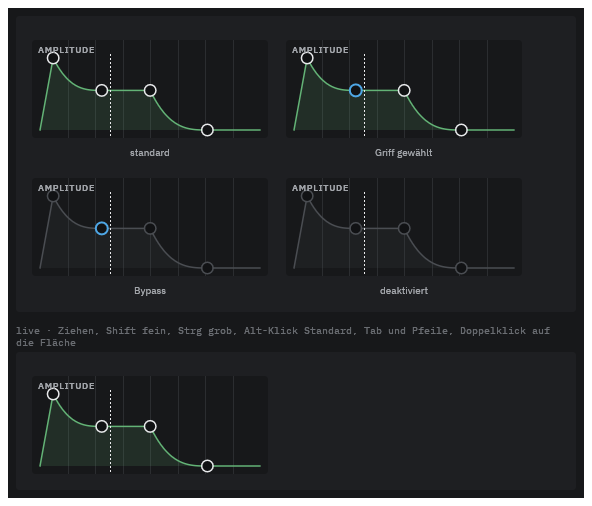 AMPLITUDE
AMPLITUDE
standard
Griff gewählt
AMPLITUDE
AMPLITUDE
Bypass
deaktiviert
live · Ziehen, Shift fein, Strg grob, Alt-Klick Standard, Tab und Pfeile, Doppelklick auf
die Fläche
AMPLITUDE